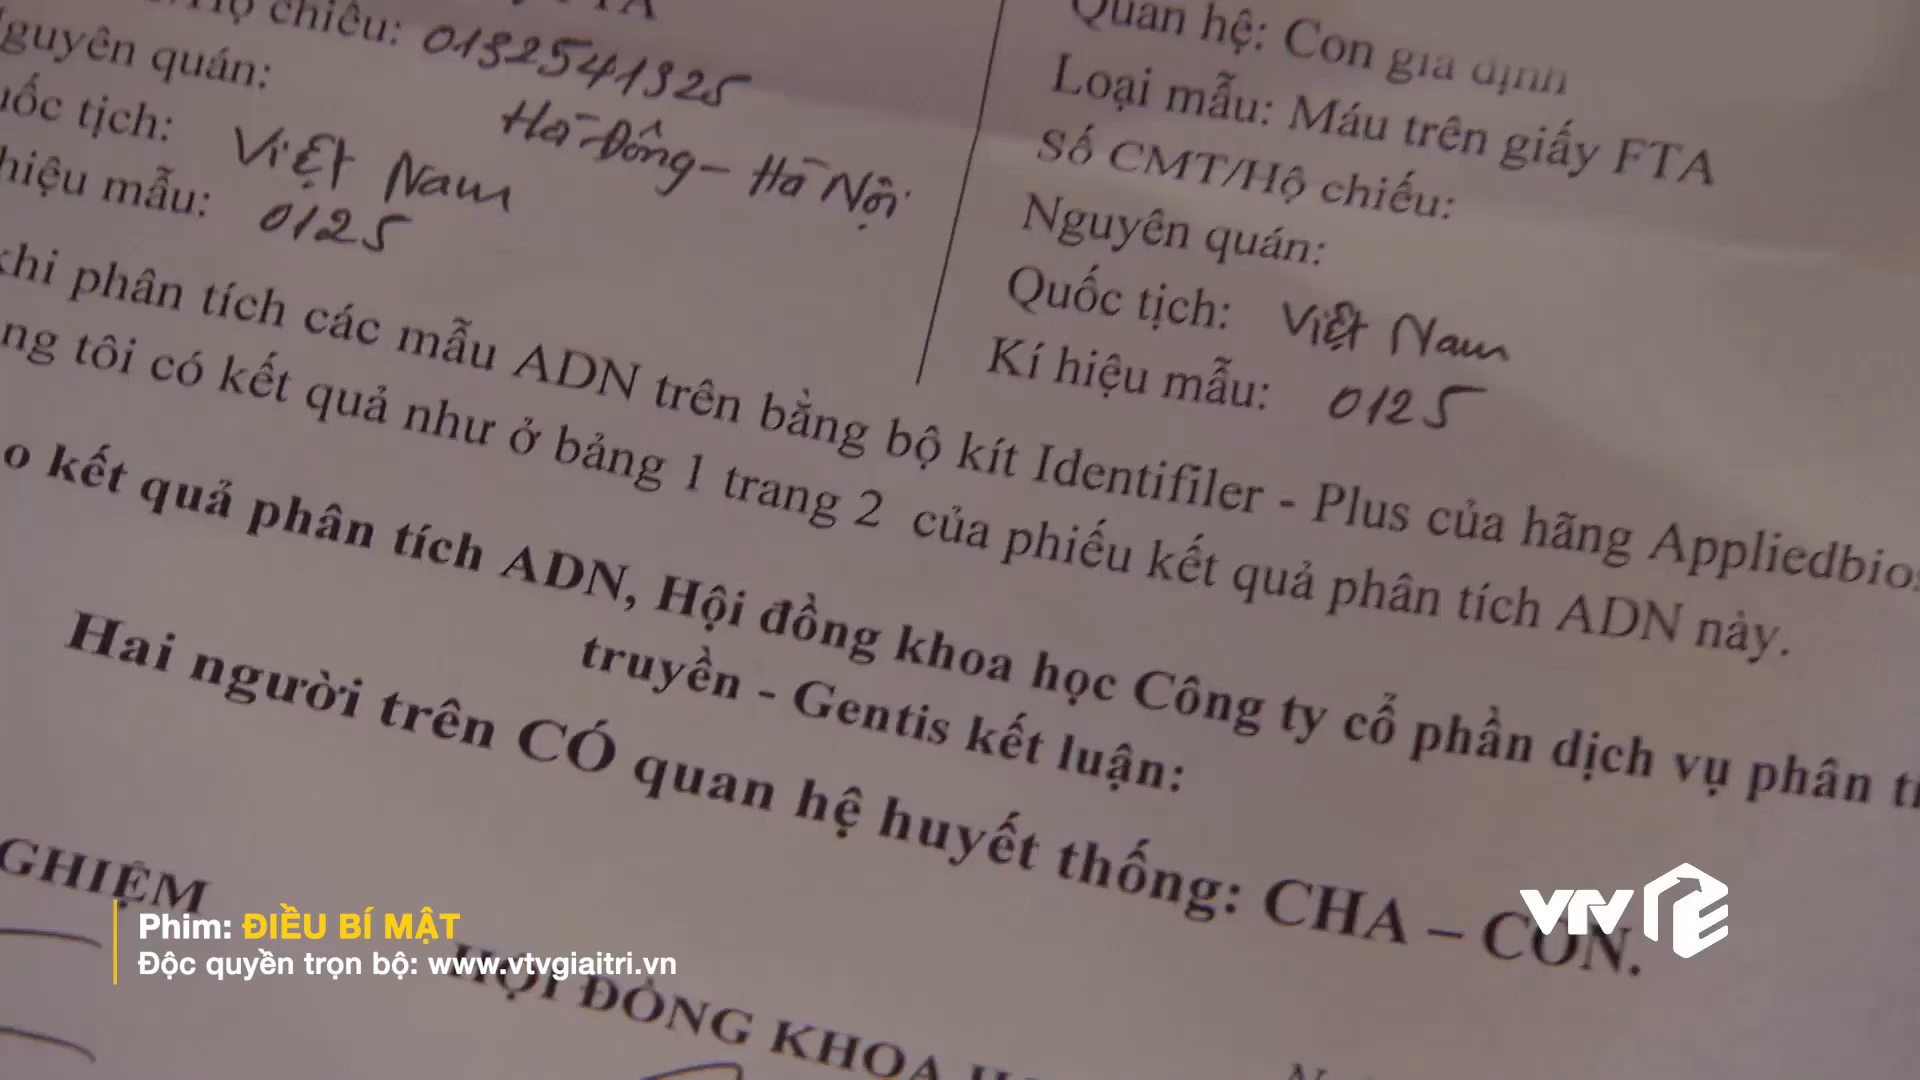 chiếu: 0132541325
Nguyên quán:
Hà Đông – Hà Nội
tịch: Việt Nam
hiệu mẫu: 0125
Quan hệ: Con giả định
Loại mẫu: Máu trên giấy FTA
Số CMT/Hộ chiếu:
Nguyên quán:
Quốc tịch: Việt Nam
Kí hiệu mẫu: 0125
khi phân tích các mẫu ADN trên bằng bộ kít Identifiler - Plus của hãng Appliedbios
ng tôi có kết quả như ở bảng 1 trang 2 của phiếu kết quả phân tích ADN này.
o kết quả phân tích ADN, Hội đồng khoa học Công ty cổ phần dịch vụ phân
truyền - Gentis kết luận:
Hai người trên CÓ quan hệ huyết thống: CHA – CON.
GHIỆM
HỘI ĐỒNG KHOA
Phim: ĐIỀU BÍ MẬT
Độc quyền trọn bộ: www.vtvgiaitri.vn
VTV